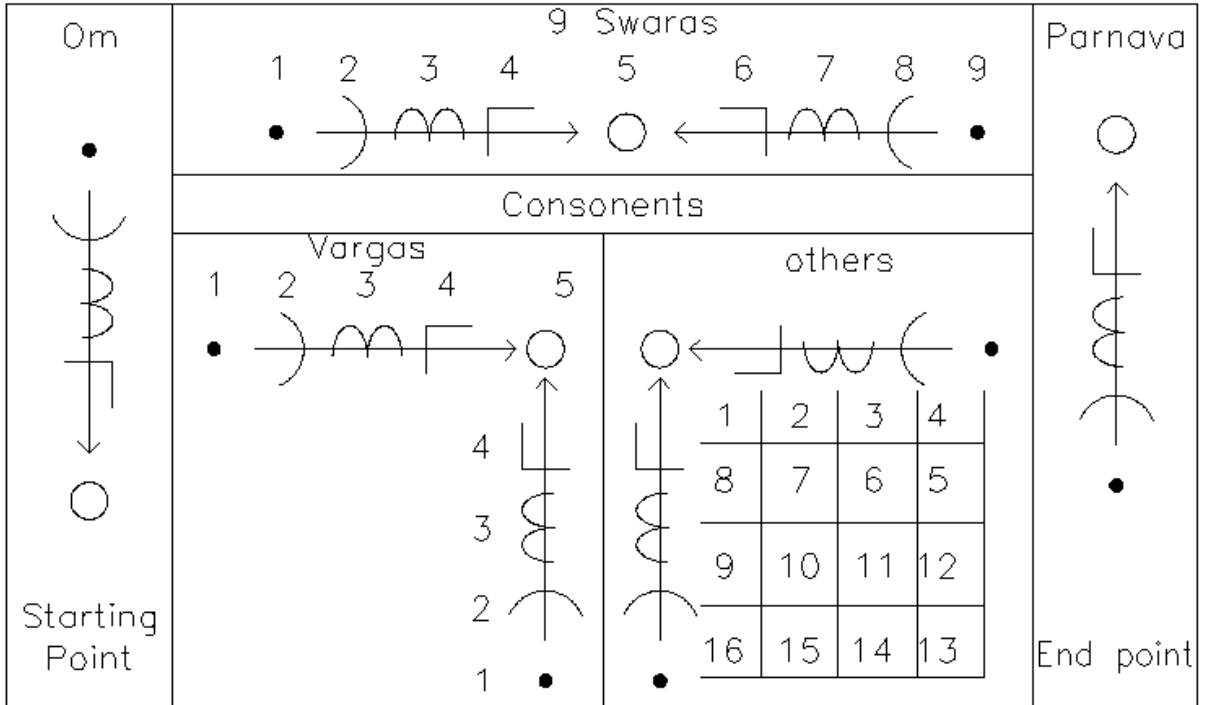 Om
9 Swaras
Parnava
1 2 3 4 5 6 7 8 9
Consonents
Vargas
others
1 2 3 4 5
4
3
2
1
1 2 3 4
8 7 6 5
9 10 11 12
16 15 14 13
Starting
Point
End point